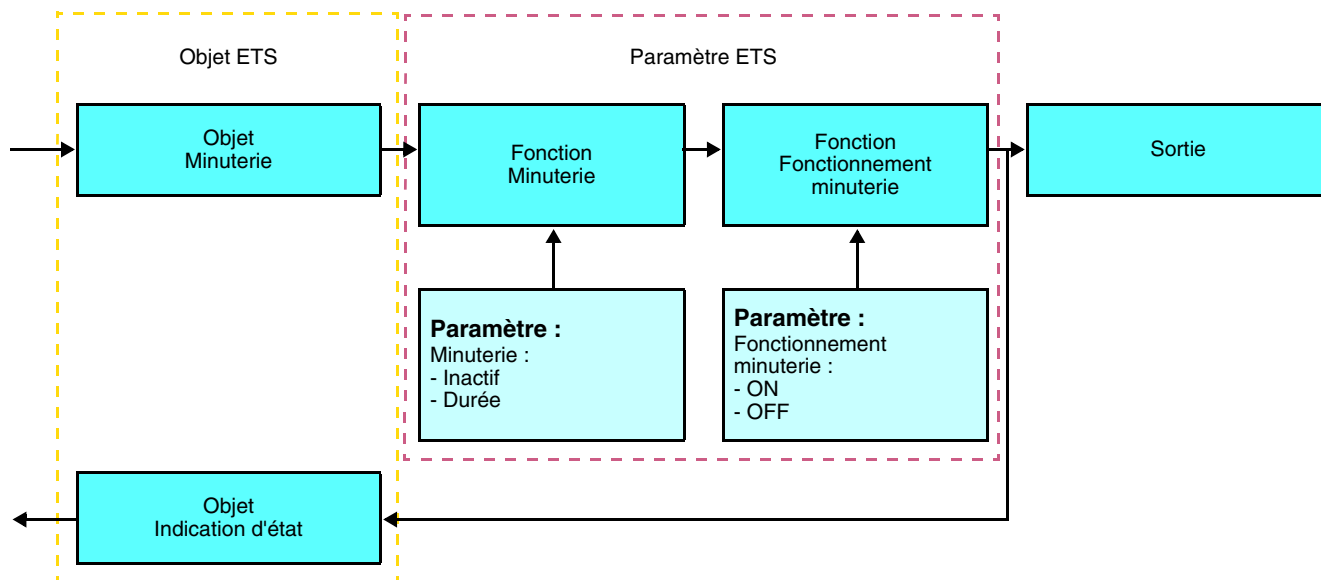 Objet ETS
Paramètre ETS
Objet
Minuterie
Fonction
Minuterie
Fonction
Fonctionnement
minuterie
Sortie
Paramètre :
Minuterie :
- Inactif
- Durée
Paramètre :
Fonctionnement
minuterie :
- ON
- OFF
Objet
Indication d'état